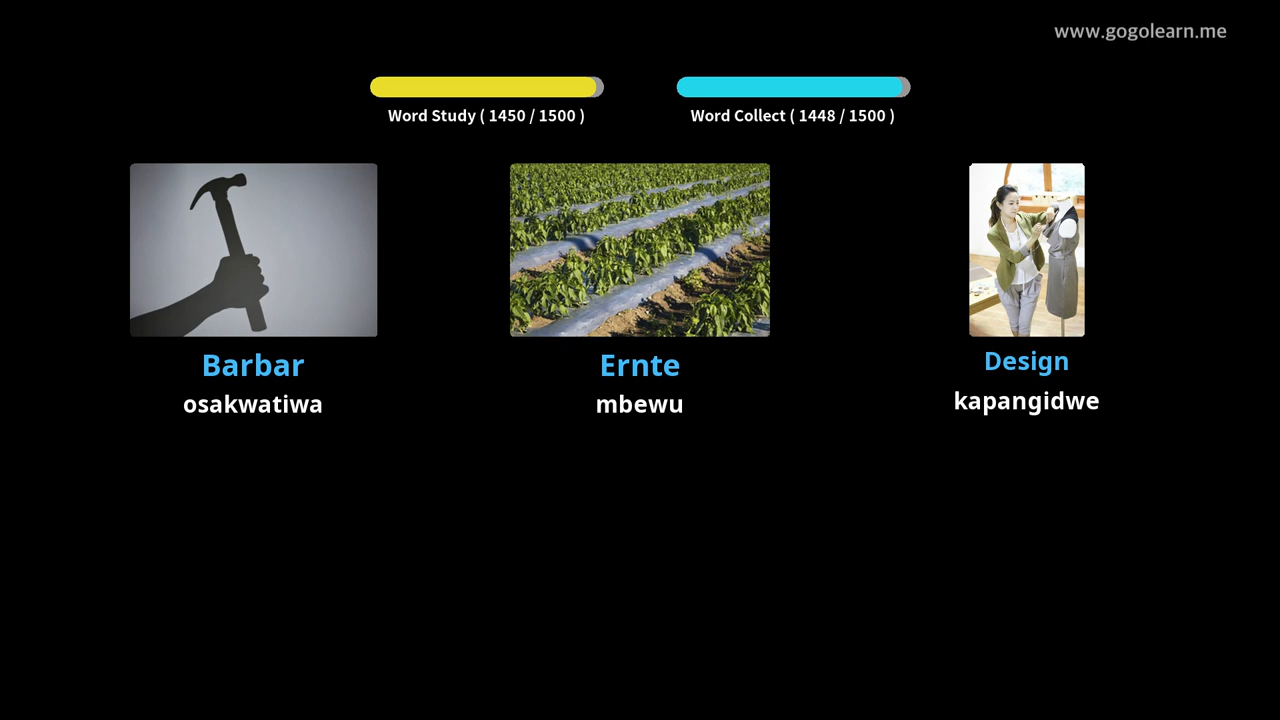 www.gogolearn.me
Word Study ( 1450 / 1500 )
Word Collect ( 1448 / 1500 )
Barbar
osakwatiwa
Ernte
mbewu
Design
kapangidwe